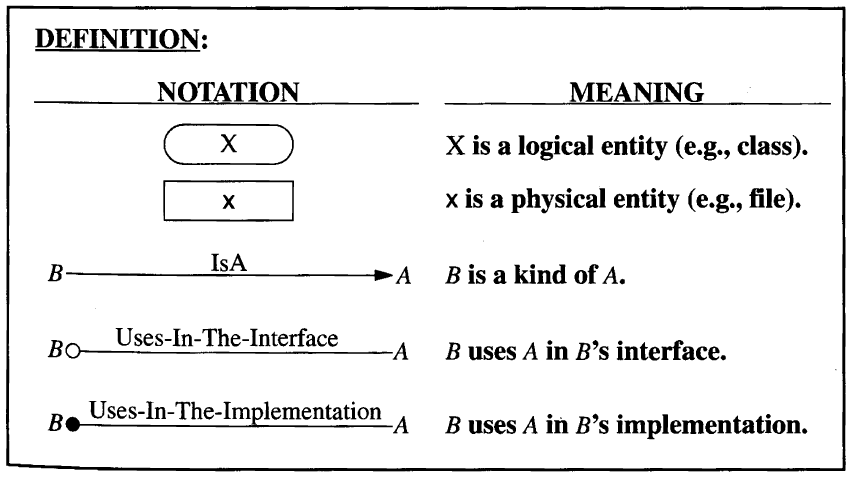 DEFINITION:
NOTATION MEANING
X X is a logical entity (e.g., class).
x x is a physical entity (e.g., file).
IsA
B A B is a kind of A.
Uses-In-The-Interface
B A B uses A in B's interface.
Uses-In-The-Implementation
B A B uses A in B's implementation.